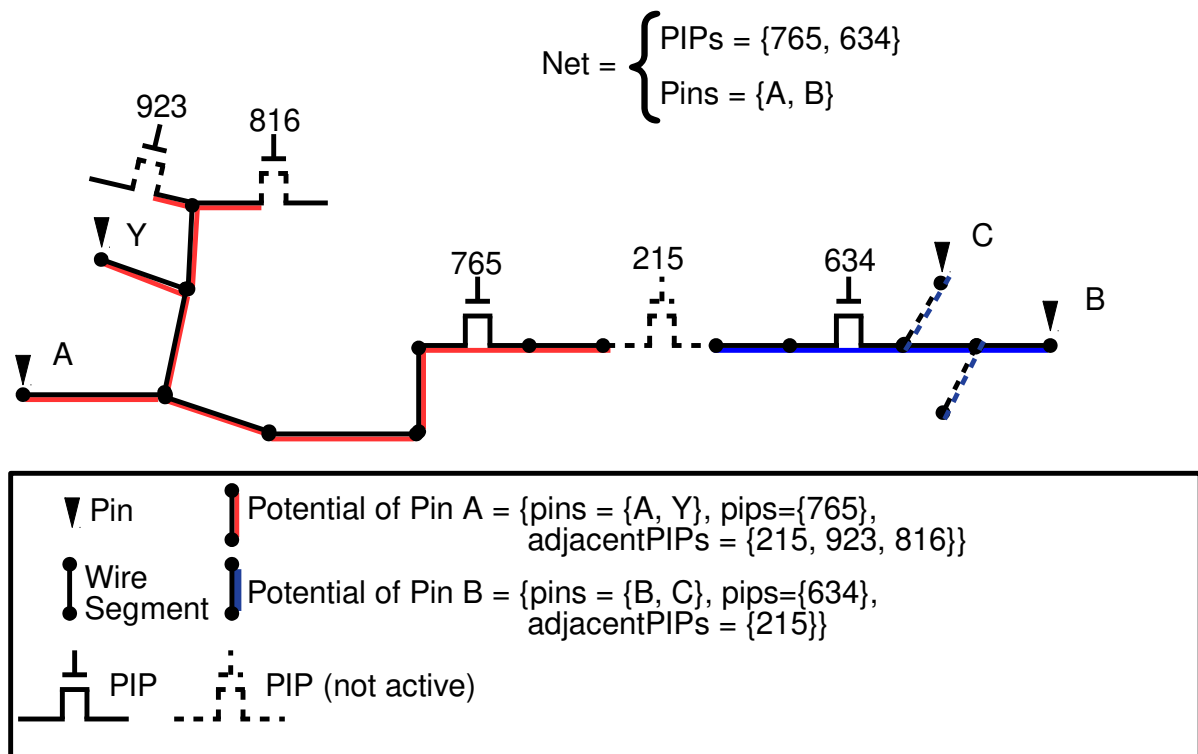 Net =
PIPs = {765, 634}
Pins = {A, B}
923
816
Y
A
765
215
634
C
B
Pin
Potential of Pin A = {pins = {A, Y}, pips={765},
adjacentPIPs = {215, 923, 816}}
Wire
Segment
Potential of Pin B = {pins = {B, C}, pips={634},
adjacentPIPs = {215}}
PIP
PIP (not active)